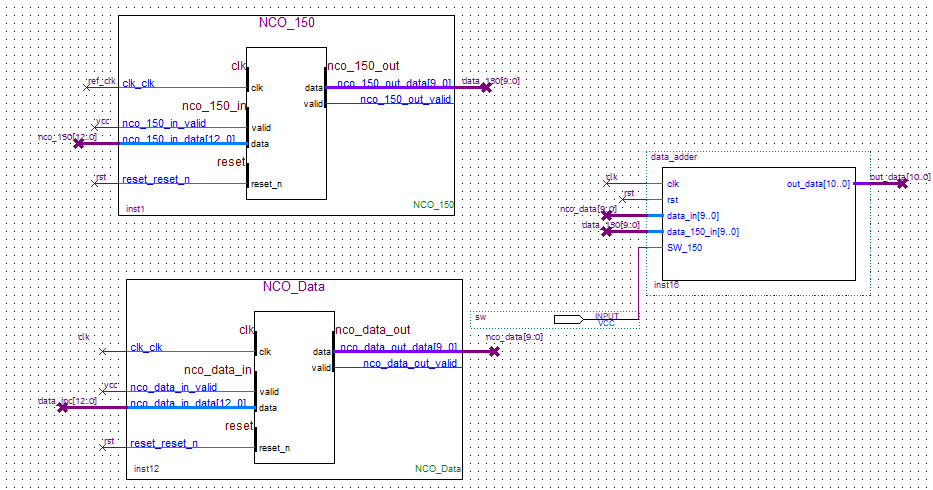 NCO_150
clk
nco_150_out
ref_clk
clk_clk
clk
data
nco_150_out_data[9..0]
data_150[9..0]
nco_150_in
valid
nco_150_out_valid
vcc
nco_150_in_valid
valid
nco_150[12..0]
nco_150_in_data[12..0]
data
reset
rst
reset_reset_n
reset_n
inst1
NCO_150
data_adder
clk
clk
out_data[10..0]
out_data[10..0]
rst
rst
nco_data[9..0]
data_in[9..0]
data_150[9..0]
data_150_in[9..0]
SW_150
inst16
NCO_Data
sw
INPUT
VCC
clk
nco_data_out
clk
clk_clk
clk
data
nco_data_out_data[9..0]
nco_data[9..0]
nco_data_in
valid
nco_data_out_valid
vcc
nco_data_in_valid
valid
data_inc[12..0]
nco_data_in_data[12..0]
data
reset
rst
reset_reset_n
reset_n
inst12
NCO_Data